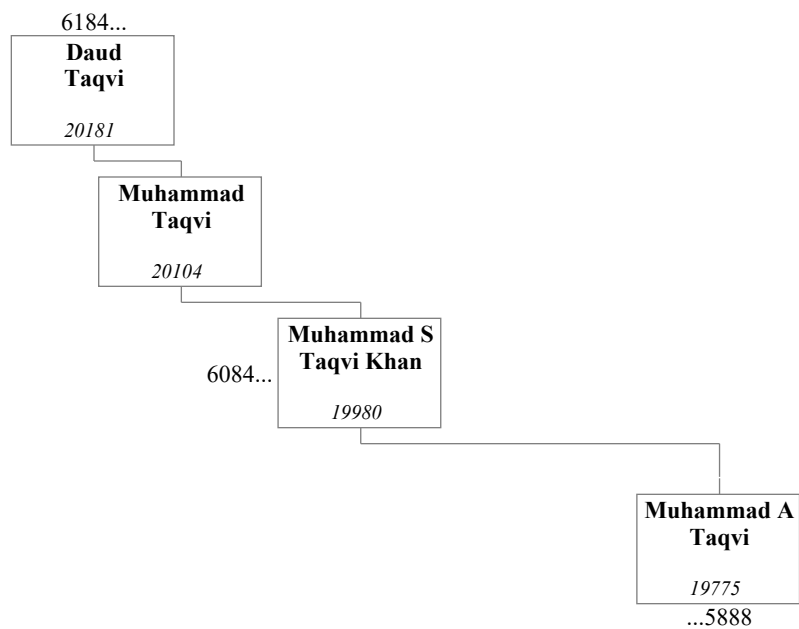 6184...
Daud
Taqvi
20181
Muhammad
Taqvi
20104
Muhammad S
Taqvi Khan
6084...
19980
Muhammad A
Taqvi
19775
...5888